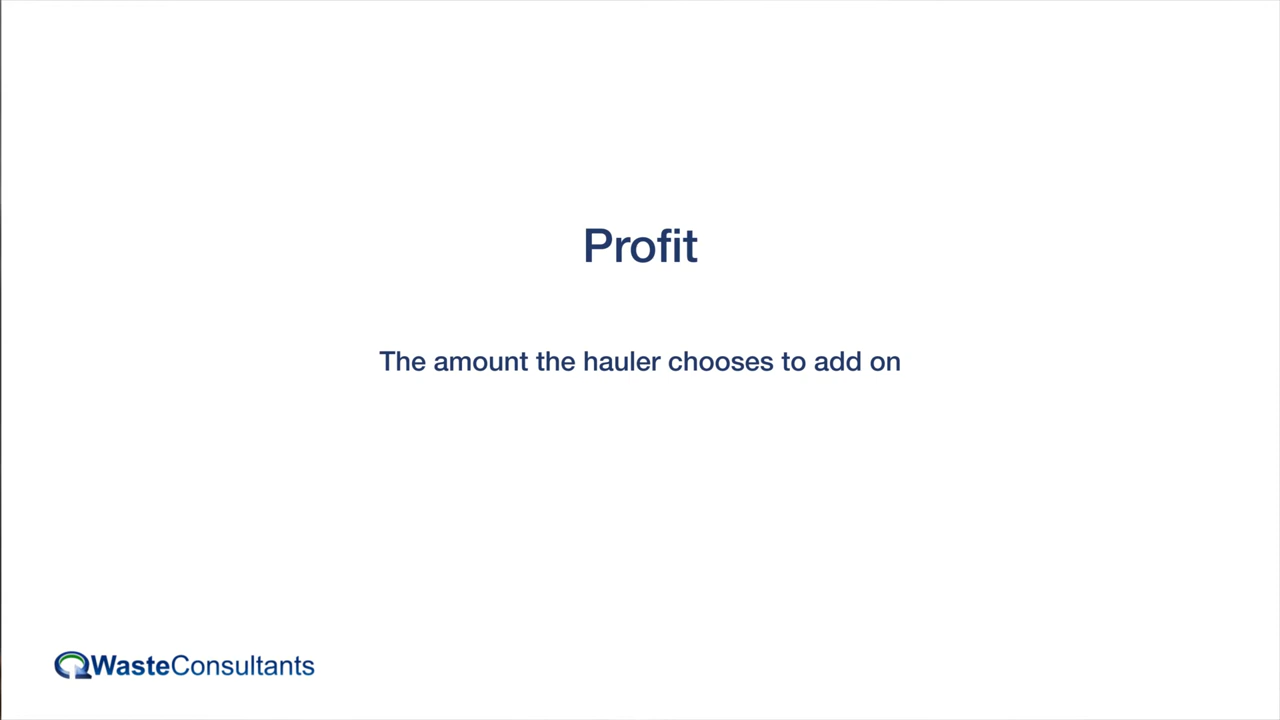 Profit
The amount the hauler chooses to add on
WasteConsultants